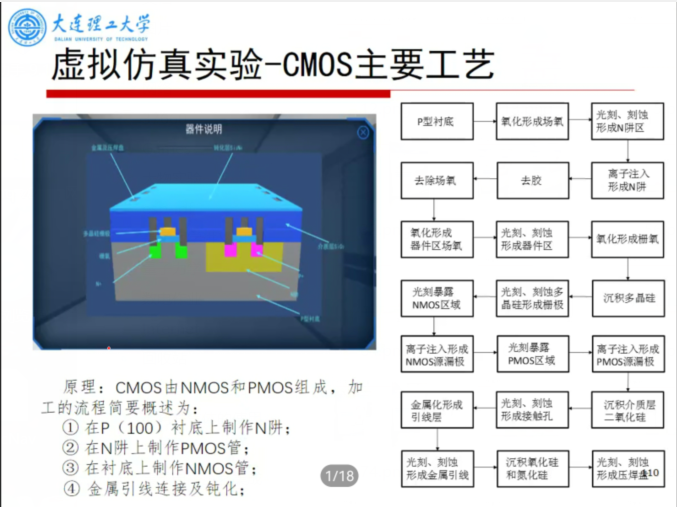 大连理工大学
DALIAN UNIVERSITY OF TECHNOLOGY
虚拟仿真实验-CMOS主要工艺
器件说明
P型衬底
原理：CMOS由NMOS和PMOS组成，加
工的流程简要概述为：
① 在P（100）衬底上制作N阱；
② 在N阱上制作PMOS管；
③ 在衬底上制作NMOS管；
④ 金属引线连接及钝化；
1/18
P型衬底
氧化形成场氧
光刻、刻蚀
形成N阱区
去除场氧
去胶
离子注入
形成N阱
氧化形成
器件区场氧
光刻、刻蚀
形成器件区
氧化形成栅氧
光刻暴露
NMOS区域
光刻、刻蚀多
晶硅形成栅极
沉积多晶硅
离子注入形成
NMOS源漏极
光刻暴露
PMOS区域
离子注入形成
PMOS源漏极
金属化形成
引线层
光刻、刻蚀
形成接触孔
沉积介质层
二氧化硅
光刻、刻蚀
形成金属引线
沉积氧化硅
和氮化硅
光刻、刻蚀
形成压焊盘
110